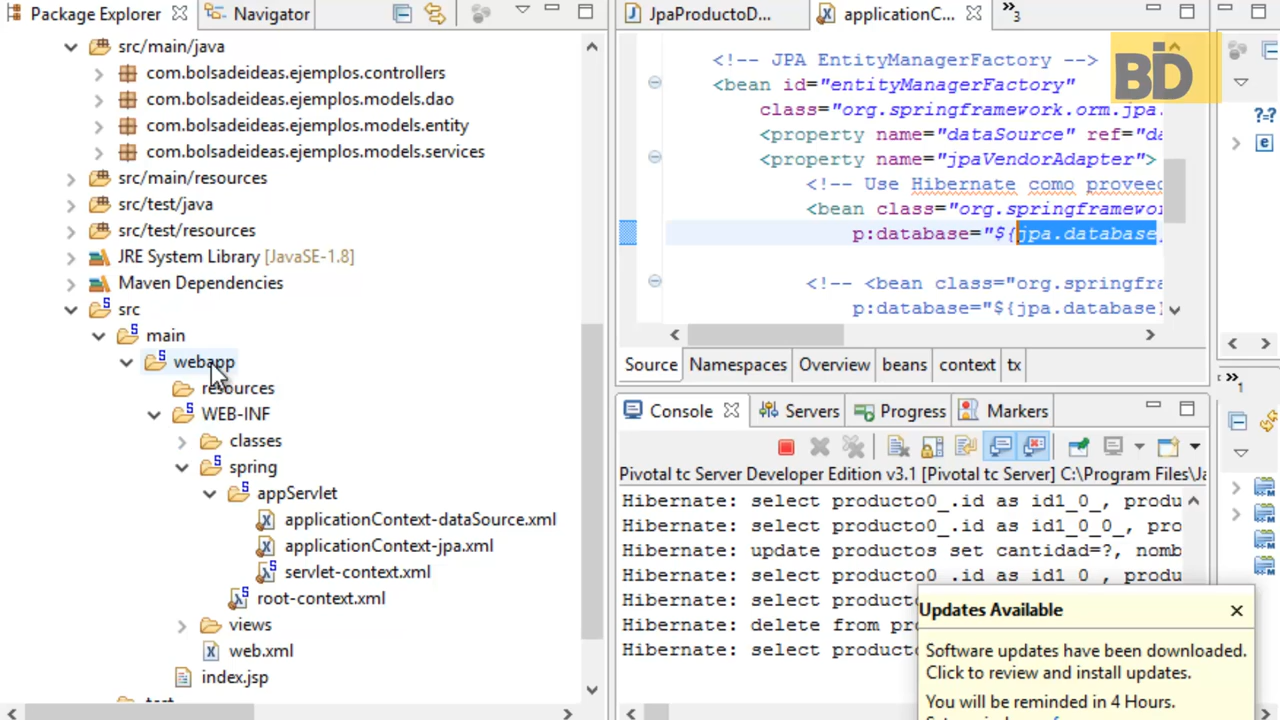 Package Explorer
Navigator
src/main/java
com.bolsadeideas.ejemplos.controllers
com.bolsadeideas.ejemplos.models.dao
com.bolsadeideas.ejemplos.models.entity
com.bolsadeideas.ejemplos.models.services
src/main/resources
src/test/java
src/test/resources
JRE System Library [JavaSE-1.8]
Maven Dependencies
src
main
webapp
resources
WEB-INF
classes
spring
appServlet
applicationContext-dataSource.xml
applicationContext-jpa.xml
servlet-context.xml
root-context.xml
views
web.xml
index.jsp
JpaProductoD...
applicationC...
3
BD
<!-- JPA EntityManagerFactory -->
<bean id="entityManagerFactory"
class="org.springframework.orm.jpa.
<property name="dataSource" ref="da
<property name="jpaVendorAdapter">
<!-- Use Hibernate como proveed
<bean class="org.springframewor
p:database="${jpa.database}
<!-- <bean class="org.springfra
p:database="${jpa.database}
Source Namespaces Overview beans context tx
Console Servers Progress Markers
Pivotal tc Server Developer Edition v3.1 [Pivotal tc Server] C:\Program Files\Ja
Hibernate: select producto0_.id as id1_0_, produ
Hibernate: select producto0_.id as id1_0_0_, pro
Hibernate: update productos set cantidad=?, nomb
Hibernate: select producto0_.id as id1_0_, produ
Hibernate: select producto
Hibernate: delete from pro
Hibernate: select producto
Updates Available
Software updates have been downloaded.
Click to review and install updates.
You will be reminded in 4 Hours.
?=?
1